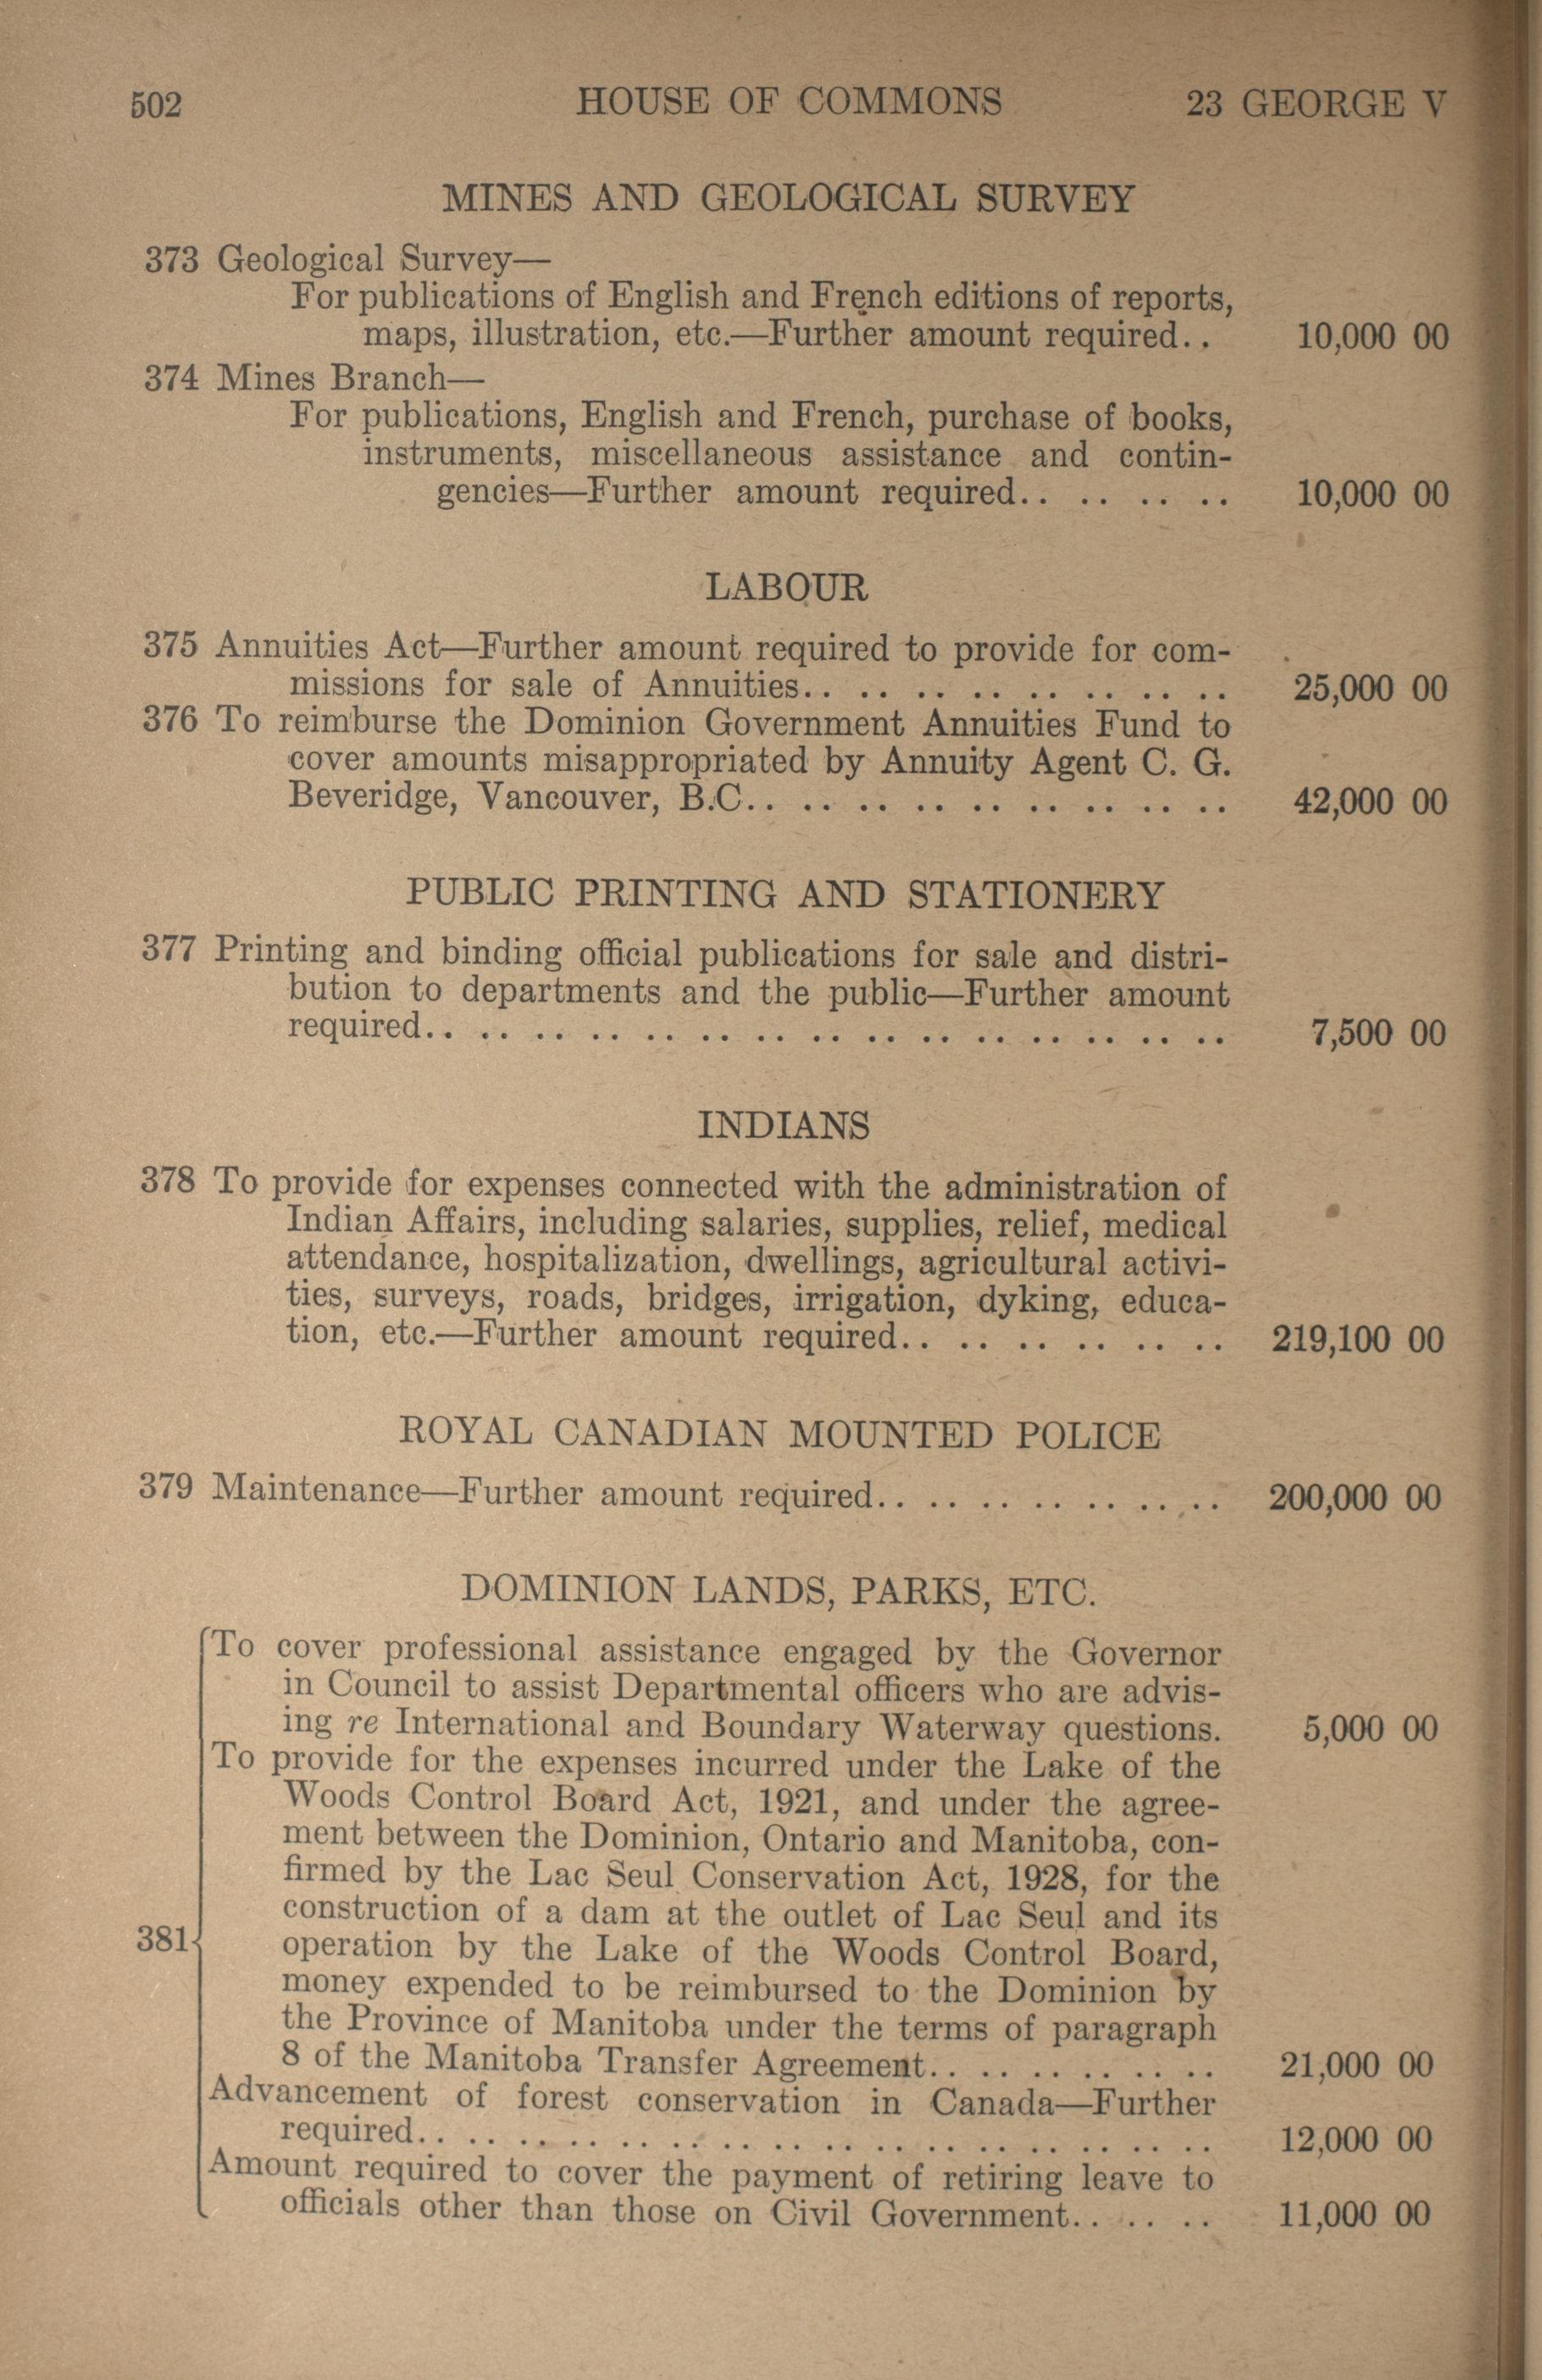 502 HOUSE OF COMMONS 23 GEORGE V
MINES AND GEOLOGICAL SURVEY
373 Geological Survey—
For publications of English and French editions of reports,
maps, illustration, etc.—Further amount required.. 10,000 00
374 Mines Branch—
For publications, English and French, purchase of books,
instruments, miscellaneous assistance and contin-
gencies—Further amount required.. .. .. .. 10,000 00
LABOUR
375 Annuities Act—Further amount required to provide for com-
missions for sale of Annuities.. .. .. .. .. .. .. .. 25,000 00
376 To reimburse the Dominion Government Annuities Fund to
cover amounts misappropriated by Annuity Agent C. G.
Beveridge, Vancouver, B.C.. .. .. .. .. .. .. .. .. 42,000 00
PUBLIC PRINTING AND STATIONERY
377 Printing and binding official publications for sale and distri-
bution to departments and the public—Further amount
required.. .. .. .. .. .. .. .. .. .. .. .. .. .. .. 7,500 00
INDIANS
378 To provide for expenses connected with the administration of
Indian Affairs, including salaries, supplies, relief, medical
attendance, hospitalization, dwellings, agricultural activi-
ties, surveys, roads, bridges, irrigation, dyking, educa-
tion, etc.—Further amount required.. .. .. .. .. .. 219,100 00
ROYAL CANADIAN MOUNTED POLICE
379 Maintenance—Further amount required.. .. .. .. .. .. .. 200,000 00
DOMINION LANDS, PARKS, ETC.
To cover professional assistance engaged by the Governor
in Council to assist Departmental officers who are advis-
ing re International and Boundary Waterway questions. 5,000 00
To provide for the expenses incurred under the Lake of the
Woods Control Board Act, 1921, and under the agree-
ment between the Dominion, Ontario and Manitoba, con-
firmed by the Lac Seul Conservation Act, 1928, for the
construction of a dam at the outlet of Lac Seul and its
381 operation by the Lake of the Woods Control Board,
money expended to be reimbursed to the Dominion by
the Province of Manitoba under the terms of paragraph
8 of the Manitoba Transfer Agreement.. .. .. .. .. .. 21,000 00
Advancement of forest conservation in Canada—Further
required.. .. .. .. .. .. .. .. .. .. .. .. .. .. .. .. 12,000 00
Amount required to cover the payment of retiring leave to
officials other than those on Civil Government.. .. .. 11,000 00